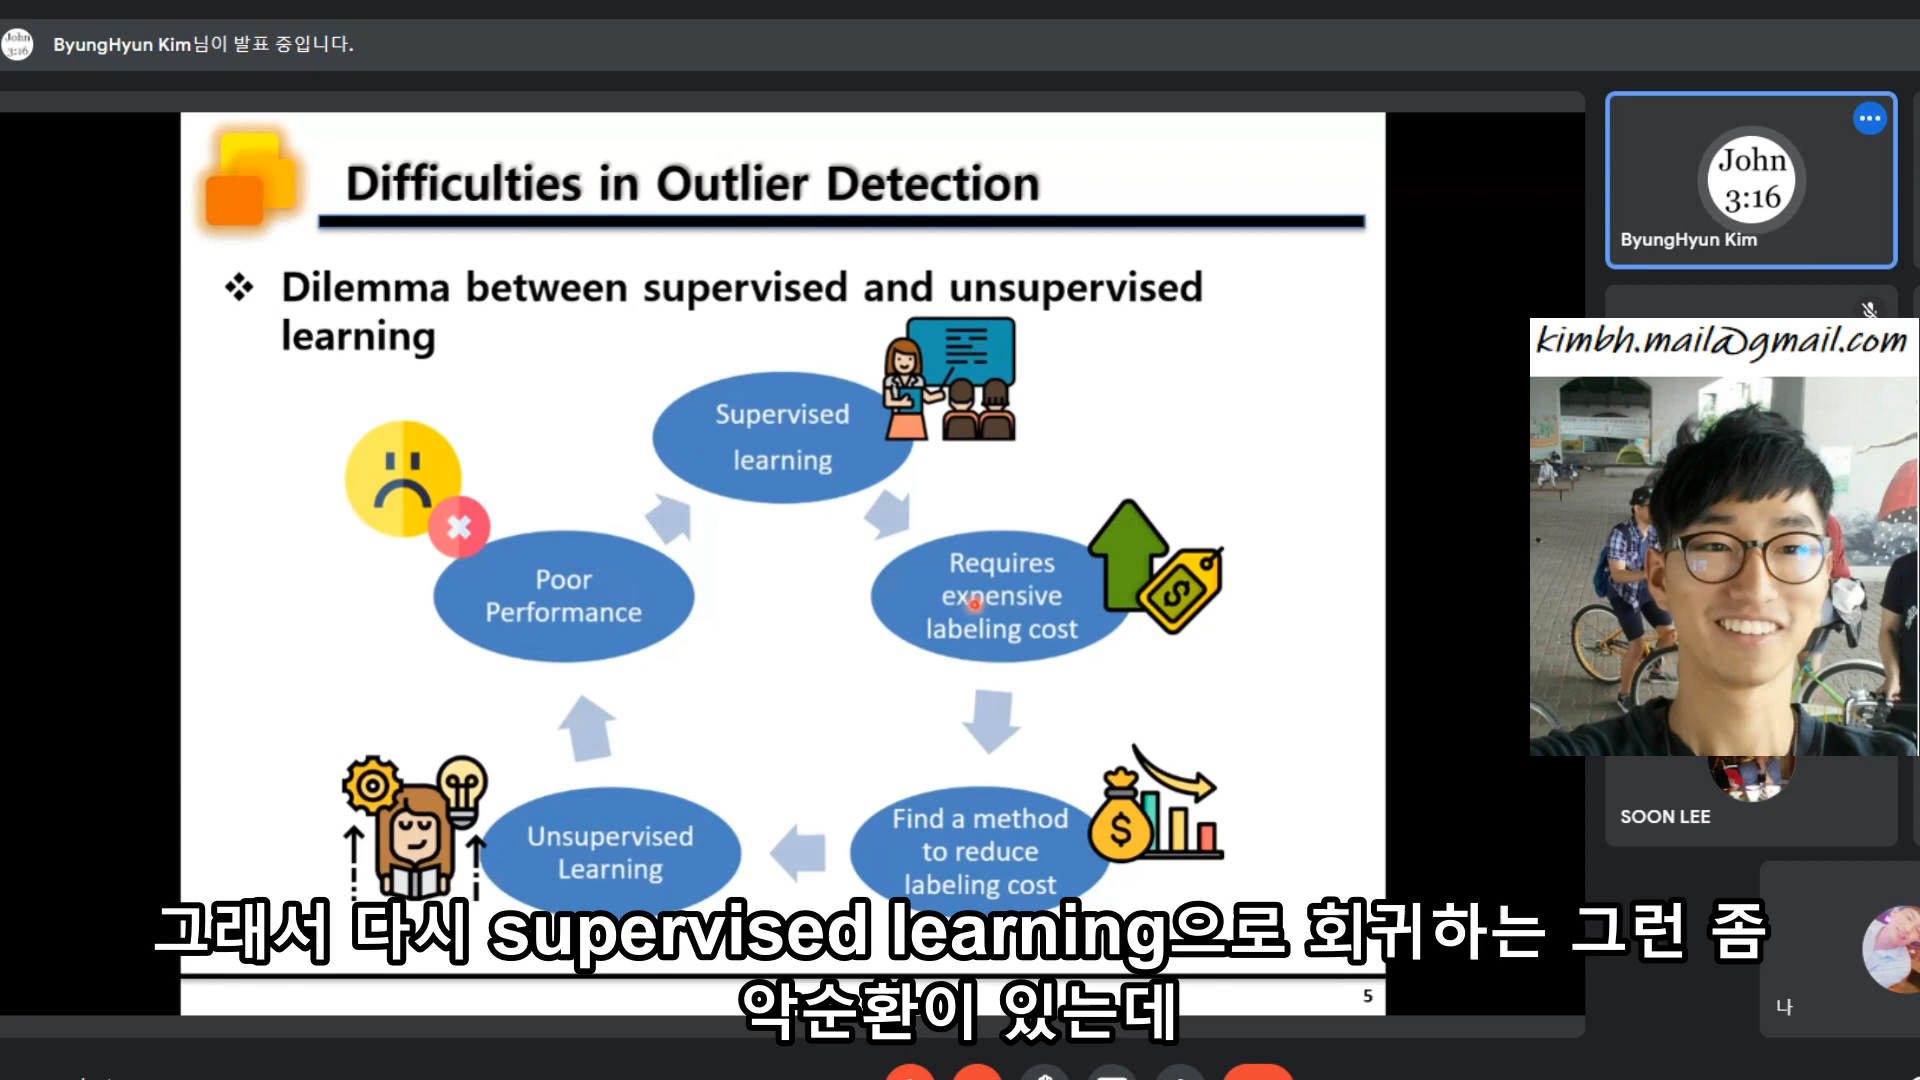 ByungHyun Kim님이 발표 중입니다.
John
3:16
Difficulties in Outlier Detection
Dilemma between supervised and unsupervised
learning
Supervised
learning
Requires
expensive
labeling cost
Find a method
to reduce
labeling cost
Unsupervised
Learning
Poor
Performance
5
John
3:16
ByungHyun Kim
kimbh.mail@gmail.com
SOON LEE
나
그래서 다시 supervised learning으로 회귀하는 그런 좀
악순환이 있는데